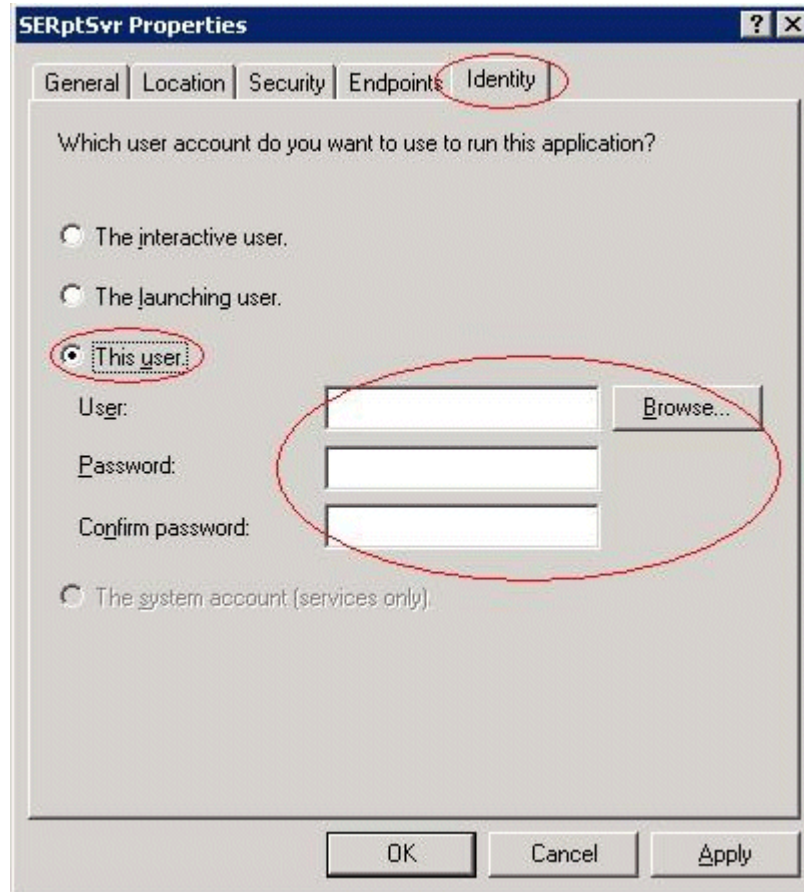 SERptSvr Properties
General Location Security Endpoints Identity
Which user account do you want to use to run this application?
The interactive user.
The launching user.
This user.
User:
Browse...
Password:
Confirm password:
The system account (services only).
OK Cancel Apply